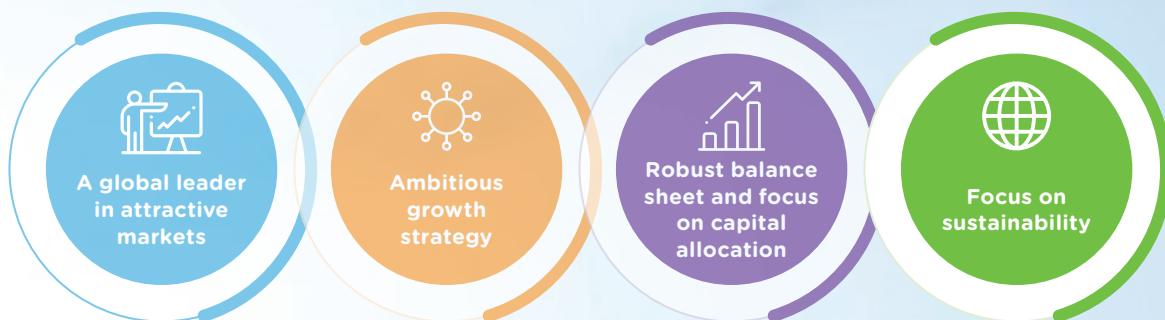 A global leader
in attractive
markets
Ambitious
growth
strategy
Robust balance
sheet and focus
on capital
allocation
Focus on
sustainability